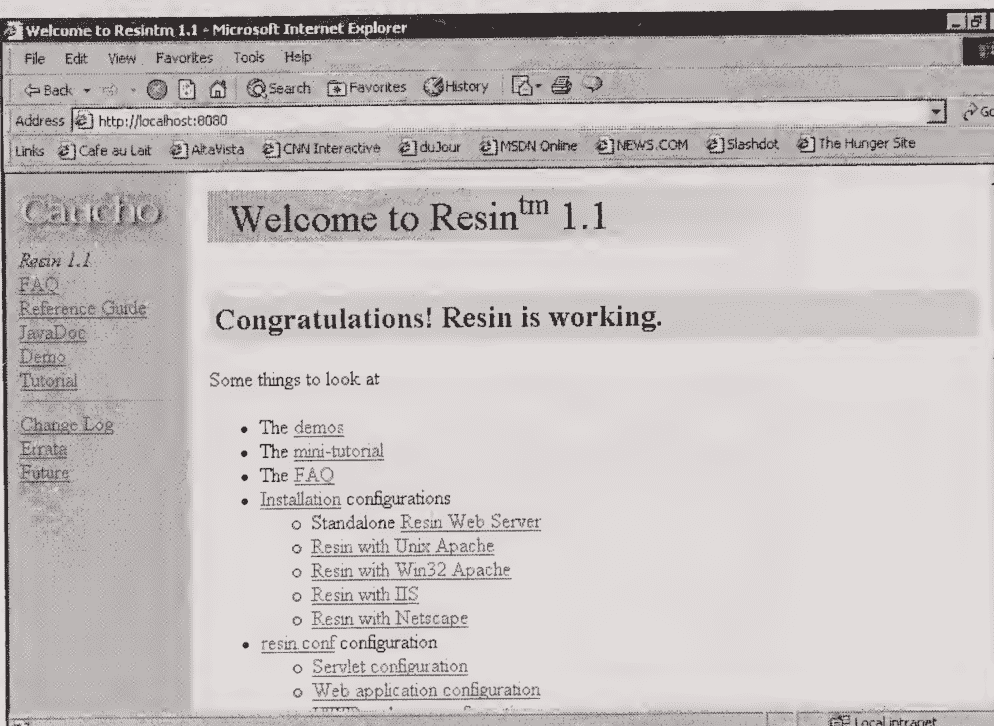 Welcome to Resintm 1.1 - Microsoft Internet Explorer
File Edit View Favorites Tools Help
Back Search Favorites History
Address http://localhost:8080 Go
Links Cafe au Lait AltaVista CNN Interactive duJour MSDN Online NEWS.COM Slashdot The Hunger Site
Caucho
Resin 1.1
FAQ
Reference Guide
JavaDoc
Demo
Tutorial
Change Log
Errata
Future
Welcome to Resin™ 1.1
Congratulations! Resin is working.
Some things to look at
• The demos
• The mini-tutorial
• The FAQ
• Installation configurations
o Standalone Resin Web Server
o Resin with Unix Apache
o Resin with Win32 Apache
o Resin with IIS
o Resin with Netscape
• resin.conf configuration
o Servlet configuration
o Web application configuration
Local intranet